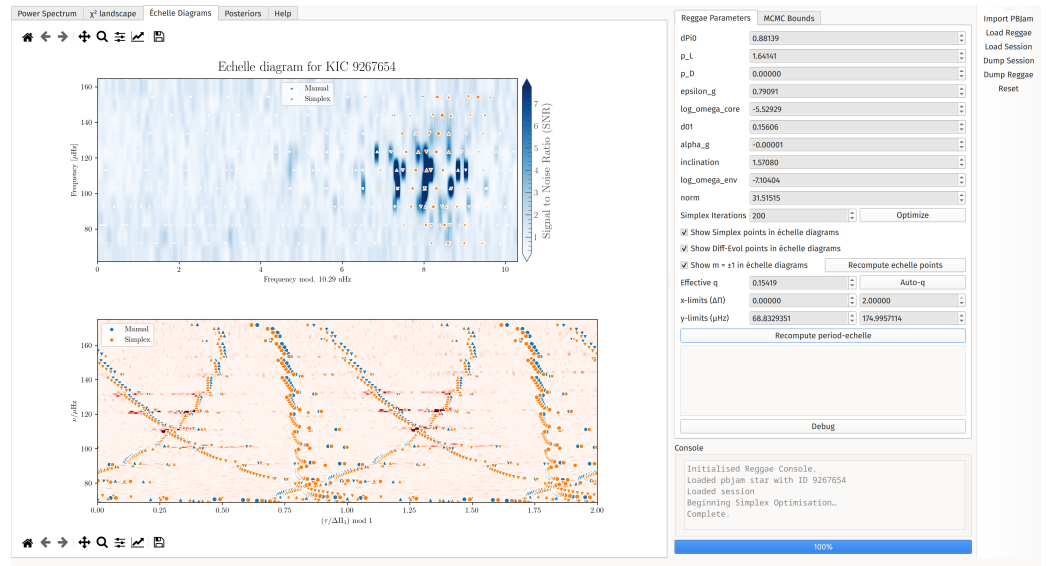 Power Spectrum χ² landscape Échelle Diagrams Posteriors Help
Echelle diagram for KIC 9267654
Manual
Simplex
160
140
120
100
80
Frequency [μHz]
0 2 4 6 8 10
Frequency mod. 10.29 uHz
7
6
5
4
3
2
1
Signal to Noise Ratio (SNR)
Manual
Simplex
160
140
120
100
80
ν/μHz
0.00 0.25 0.50 0.75 1.00 1.25 1.50 1.75 2.00
(τ/ΔΠ₁) mod 1
Reggae Parameters MCMC Bounds
dPi0 0.88139
p_L 1.64141
p_D 0.00000
epsilon_g 0.79091
log_omega_core -5.52929
d01 0.15606
alpha_g -0.00001
inclination 1.57080
log_omega_env -7.10404
norm 31.51515
Simplex Iterations 200 Optimize
Show Simplex points in échelle diagrams
Show Diff-Evol points in échelle diagrams
Show m = ±1 in échelle diagrams Recompute echelle points
Effective q 0.15419 Auto-q
x-limits (ΔΠ) 0.00000 2.00000
y-limits (μHz) 68.8329351 174.9957114
Recompute period-echelle
Debug
Console
Initialised Reggae Console.
Loaded pbjam star with ID 9267654
Loaded session
Beginning Simplex Optimisation…
Complete.
100%
Import PBJam
Load Reggae
Load Session
Dump Session
Dump Reggae
Reset